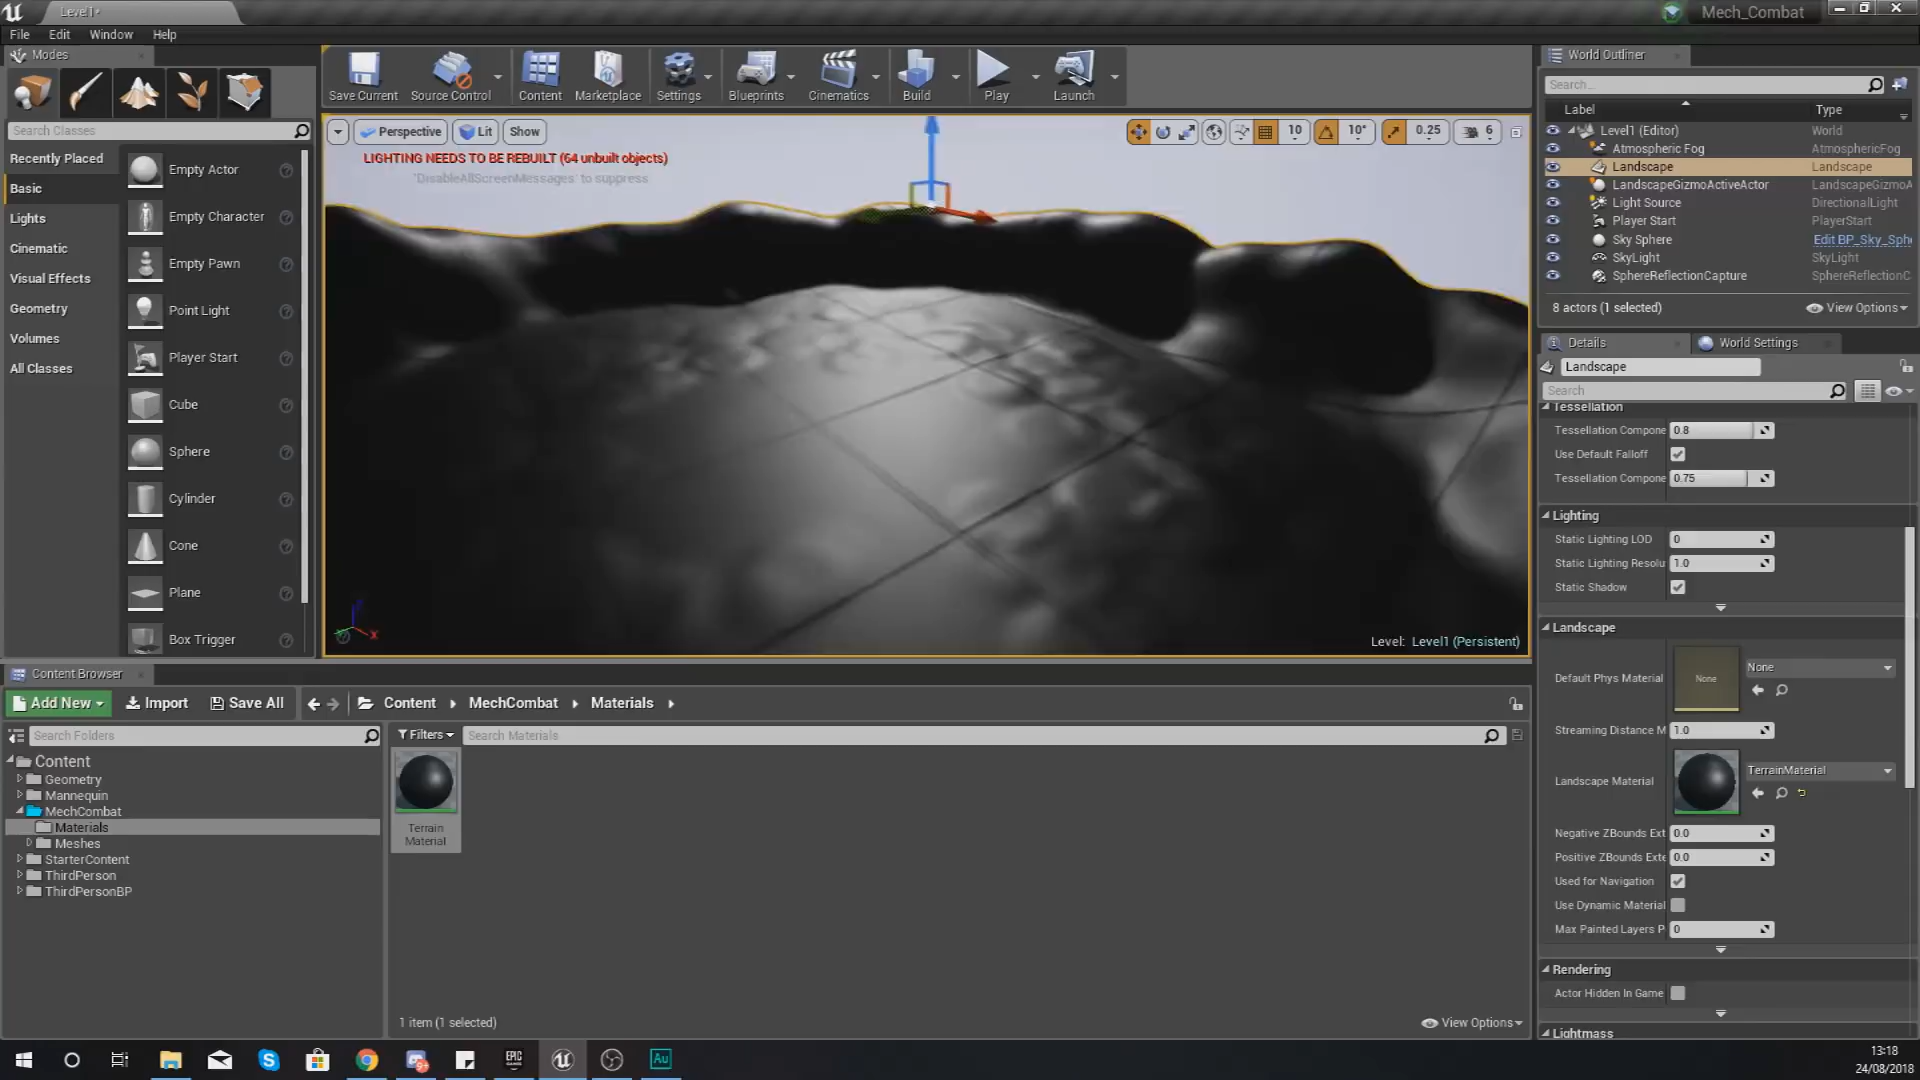 Level1*
Mech_Combat
File Edit Window Help
Modes
Search Classes
Recently Placed
Basic
Lights
Cinematic
Visual Effects
Geometry
Volumes
All Classes
Empty Actor
Empty Character
Empty Pawn
Point Light
Player Start
Cube
Sphere
Cylinder
Cone
Plane
Box Trigger
Save Current
Source Control
Content
Marketplace
Settings
Blueprints
Cinematics
Build
Play
Launch
Perspective Lit Show
10 10° 0.25 6
LIGHTING NEEDS TO BE REBUILT (64 unbuilt objects)
'DisableAllScreenMessages' to suppress
Level: Level1 (Persistent)
World Outliner
Search...
Label Type
Level1 (Editor) World
Atmospheric Fog AtmosphericFog
Landscape Landscape
LandscapeGizmoActiveActor LandscapeGizmoA
Light Source DirectionalLight
Player Start PlayerStart
Sky Sphere Edit BP_Sky_Sph
SkyLight SkyLight
SphereReflectionCapture SphereReflectionC
8 actors (1 selected) View Options
Details World Settings
Landscape
Search
Tessellation
Tessellation Compone 0.8
Use Default Falloff
Tessellation Compone 0.75
Lighting
Static Lighting LOD 0
Static Lighting Resolu 1.0
Static Shadow
Landscape
Default Phys Material None None
Streaming Distance M 1.0
Landscape Material TerrainMaterial
Negative ZBounds Ext 0.0
Positive ZBounds Exte 0.0
Used for Navigation
Use Dynamic Material
Max Painted Layers P 0
Rendering
Actor Hidden In Game
Lightmass
Content Browser
Add New Import Save All Content MechCombat Materials
Search Folders
Filters Search Materials
Content
Geometry
Mannequin
MechCombat
Materials
Meshes
StarterContent
ThirdPerson
ThirdPersonBP
Terrain
Material
1 item (1 selected)
View Options
EPIC
GAMES
Au
13:18
24/08/2018